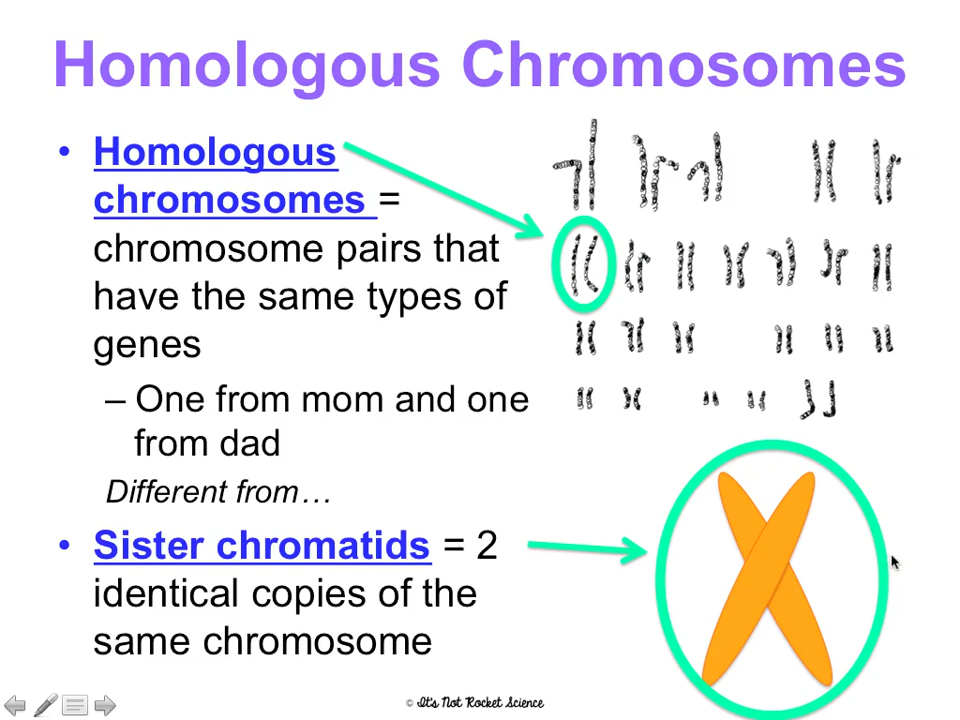 Homologous Chromosomes
• Homologous
chromosomes =
chromosome pairs that
have the same types of
genes
– One from mom and one
from dad
Different from…
• Sister chromatids = 2
identical copies of the
same chromosome
© It's Not Rocket Science